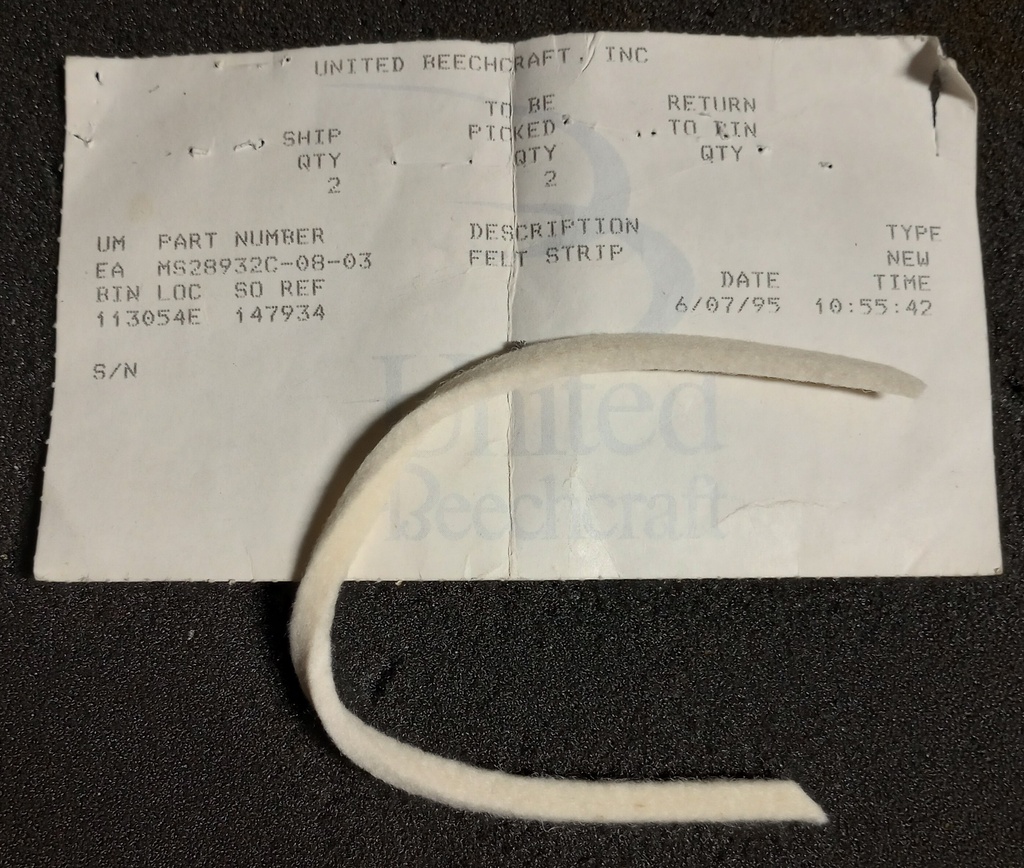 UNITED BEECHCRAFT, INC
TO BE RETURN
SHIP PICKED TO BIN
QTY QTY QTY
2 2
UM PART NUMBER DESCRIPTION TYPE
EA MS28932C-08-03 FELT STRIP NEW
BIN LOC SO REF DATE TIME
113054E 147934 6/07/95 10:55:42
S/N
United
Beechcraft